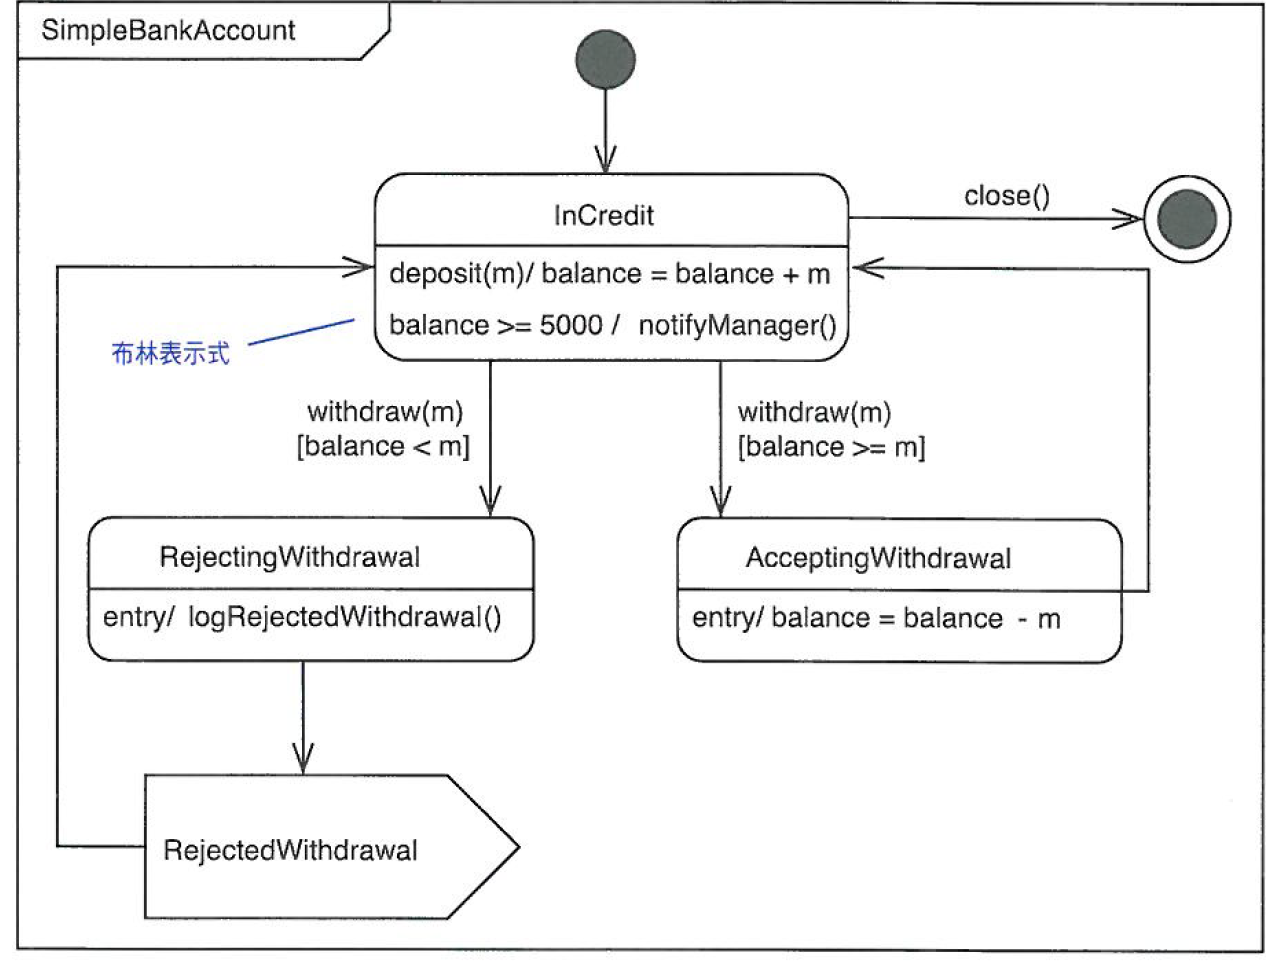 SimpleBankAccount
close()
InCredit
deposit(m)/ balance = balance + m
balance >= 5000 / notifyManager()
布林表示式
withdraw(m)
[balance < m]
withdraw(m)
[balance >= m]
RejectingWithdrawal
entry/ logRejectedWithdrawal()
AcceptingWithdrawal
entry/ balance = balance - m
RejectedWithdrawal